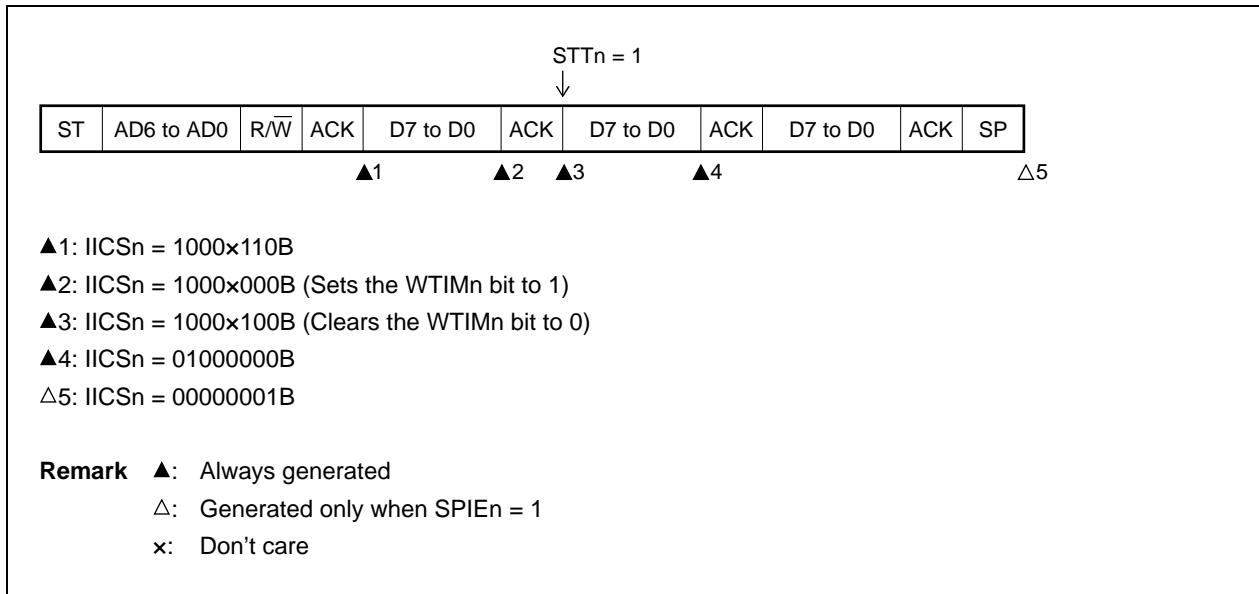 STTn = 1
ST AD6 to AD0 R/W̅ ACK D7 to D0 ACK D7 to D0 ACK D7 to D0 ACK SP
▲1 ▲2 ▲3 ▲4 △5
▲1: IICSn = 1000×110B
▲2: IICSn = 1000×000B (Sets the WTIMn bit to 1)
▲3: IICSn = 1000×100B (Clears the WTIMn bit to 0)
▲4: IICSn = 01000000B
△5: IICSn = 00000001B
Remark ▲: Always generated
△: Generated only when SPIEn = 1
×: Don't care